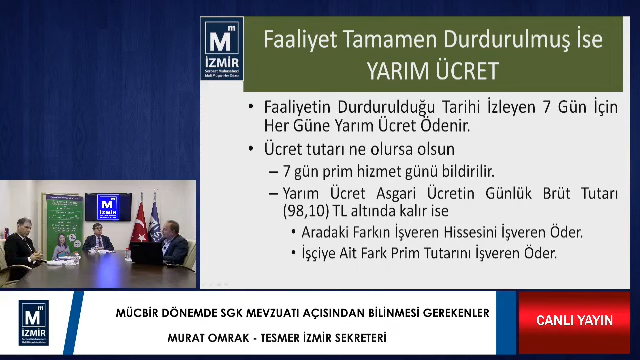 Mm
İZMİR
Faaliyet Tamamen Durdurulmuş İse
YARIM ÜCRET
• Faaliyetin Durdurulduğu Tarihi İzleyen 7 Gün İçin
Her Güne Yarım Ücret Ödenir.
• Ücret tutarı ne olursa olsun
– 7 gün prim hizmet günü bildirilir.
– Yarım Ücret Asgari Ücretin Günlük Brüt Tutarı
(98,10) TL altında kalır ise
• Aradaki Farkın İşveren Hissesini İşveren Öder.
• İşçiye Ait Fark Prim Tutarını İşveren Öder.
M
İZMİR
M
İZMİR
MÜCBİR DÖNEMDE SGK MEVZUATI AÇISINDAN BİLİNMESİ GEREKENLER
MURAT OMRAK - TESMER İZMİR SEKRETERİ
CANLI YAYIN